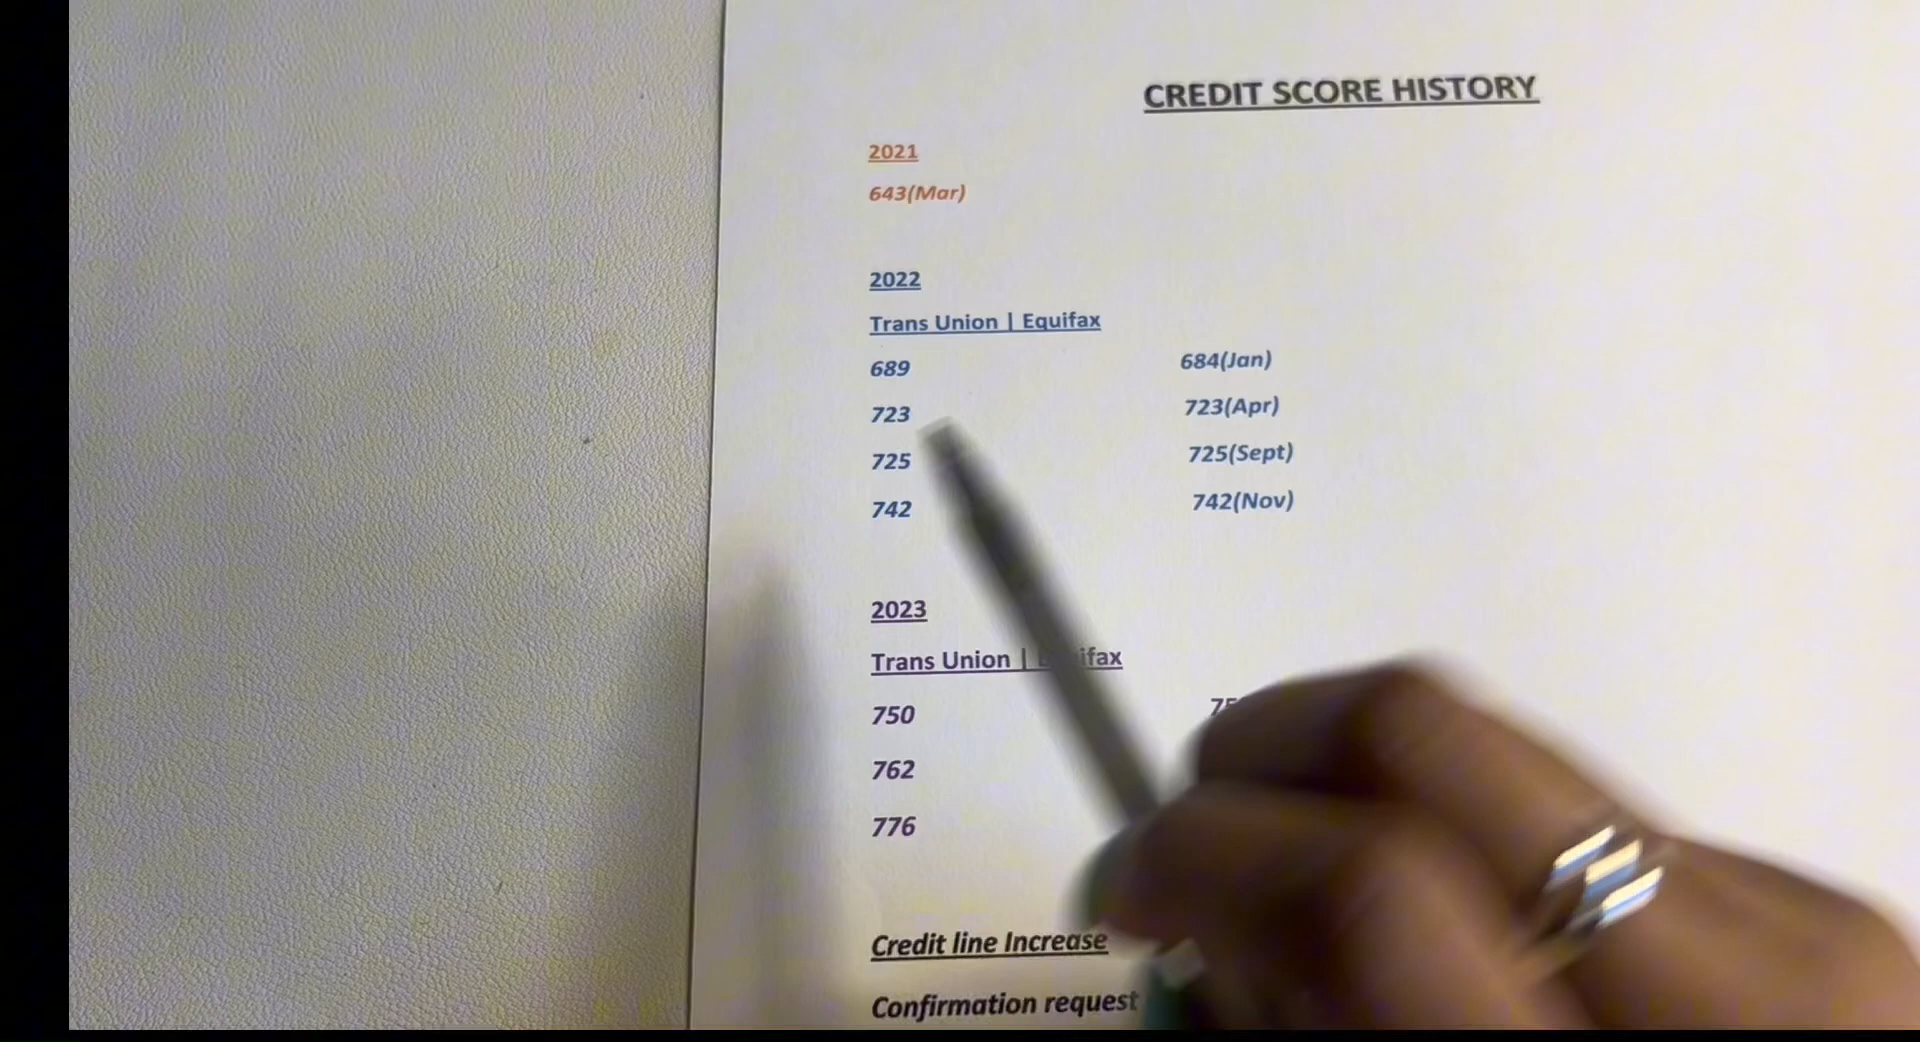 CREDIT SCORE HISTORY
2021
643(Mar)
2022
Trans Union | Equifax
689 684(Jan)
723 723(Apr)
725 725(Sept)
742 742(Nov)
2023
Trans Union |
750
762
776
Credit line Increase
Confirmation request